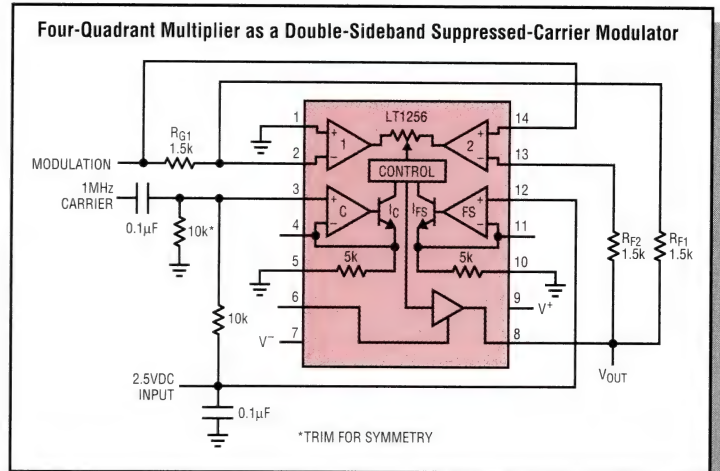 Four-Quadrant Multiplier as a Double-Sideband Suppressed-Carrier Modulator
LT1256
1
14
RG1
1.5k
+
1
−
+
2
−
MODULATION
2
13
CONTROL
1MHz
CARRIER
3
12
+
C
−
IC
IFS
+
FS
−
0.1µF
10k*
4
11
RF2
1.5k
RF1
1.5k
5
5k
5k
10
10k
6
9
V+
7
V−
8
2.5VDC
INPUT
VOUT
0.1µF
*TRIM FOR SYMMETRY